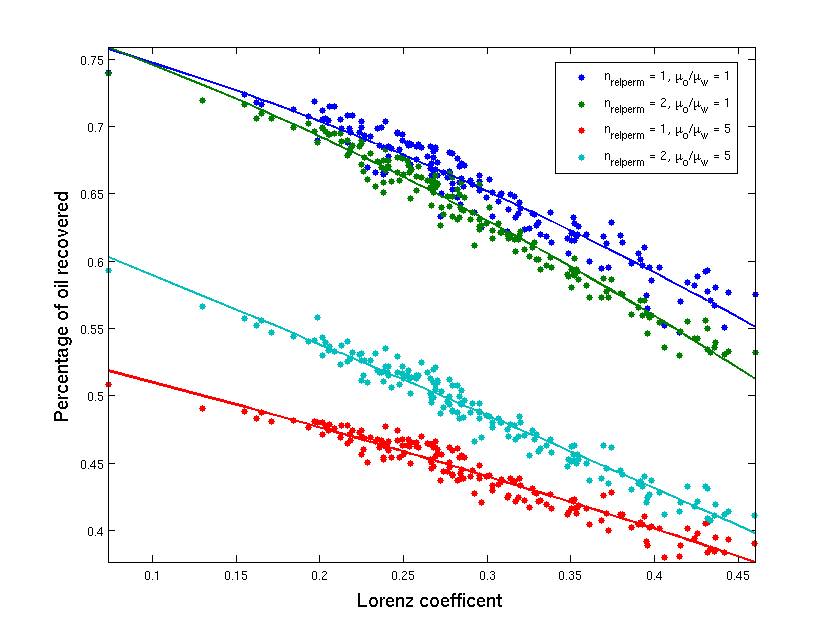 0.75
0.7
0.65
0.6
0.55
0.5
0.45
0.4
Percentage of oil recovered
n_relperm = 1, μ_o/μ_w = 1
n_relperm = 2, μ_o/μ_w = 1
n_relperm = 1, μ_o/μ_w = 5
n_relperm = 2, μ_o/μ_w = 5
0.1 0.15 0.2 0.25 0.3 0.35 0.4 0.45
Lorenz coefficent